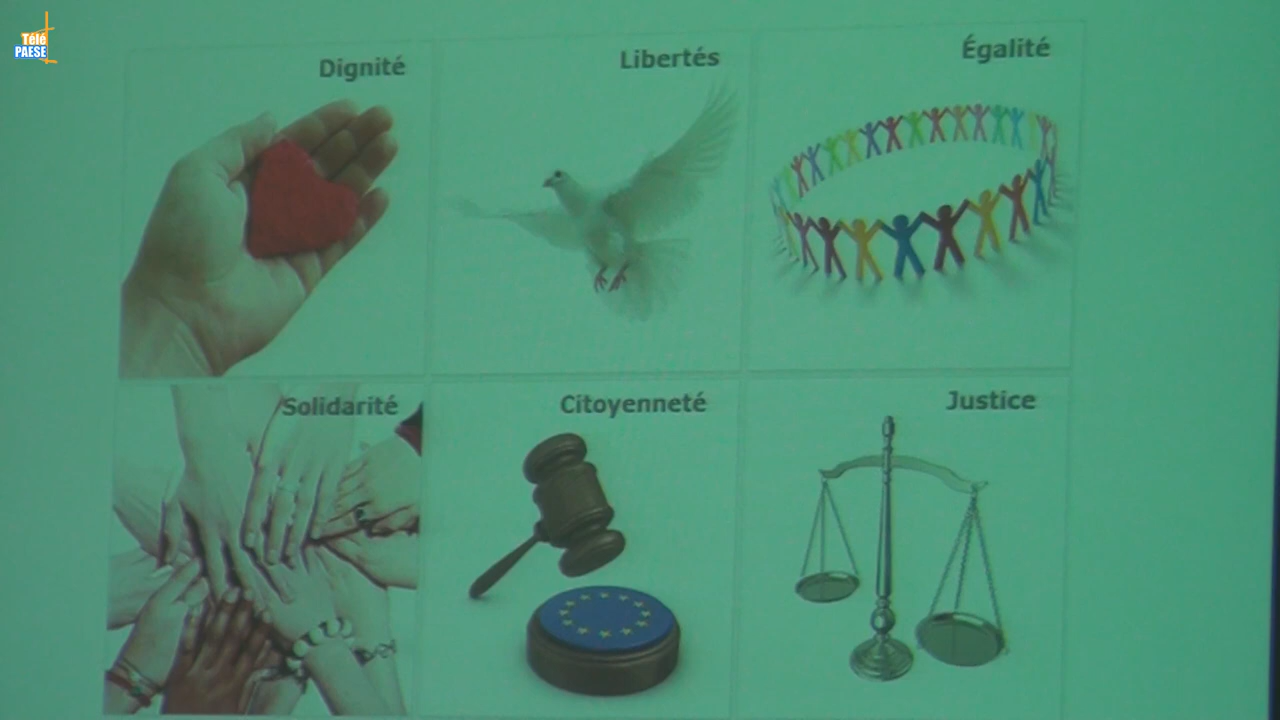 Télé
PAESE
Dignité
Libertés
Égalité
Solidarité
Citoyenneté
Justice